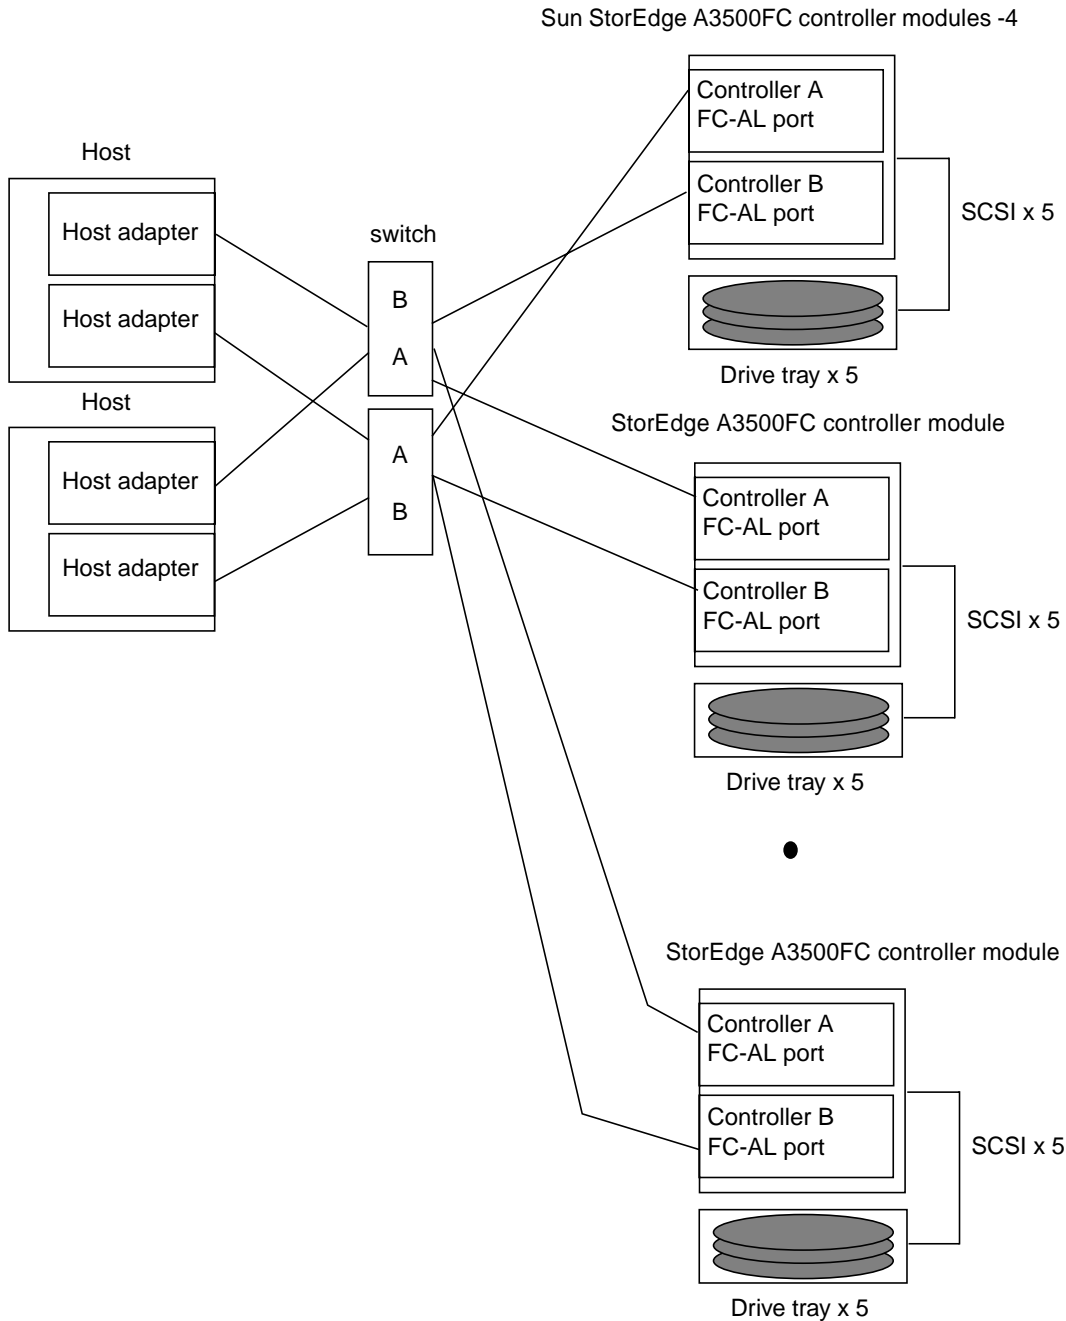 Sun StorEdge A3500FC controller modules -4
Controller A
FC-AL port
Controller B
FC-AL port
SCSI x 5
Drive tray x 5
Host
Host adapter
Host adapter
switch
B
A
A
B
Host
Host adapter
Host adapter
StorEdge A3500FC controller module
Controller A
FC-AL port
Controller B
FC-AL port
SCSI x 5
Drive tray x 5
StorEdge A3500FC controller module
Controller A
FC-AL port
Controller B
FC-AL port
SCSI x 5
Drive tray x 5